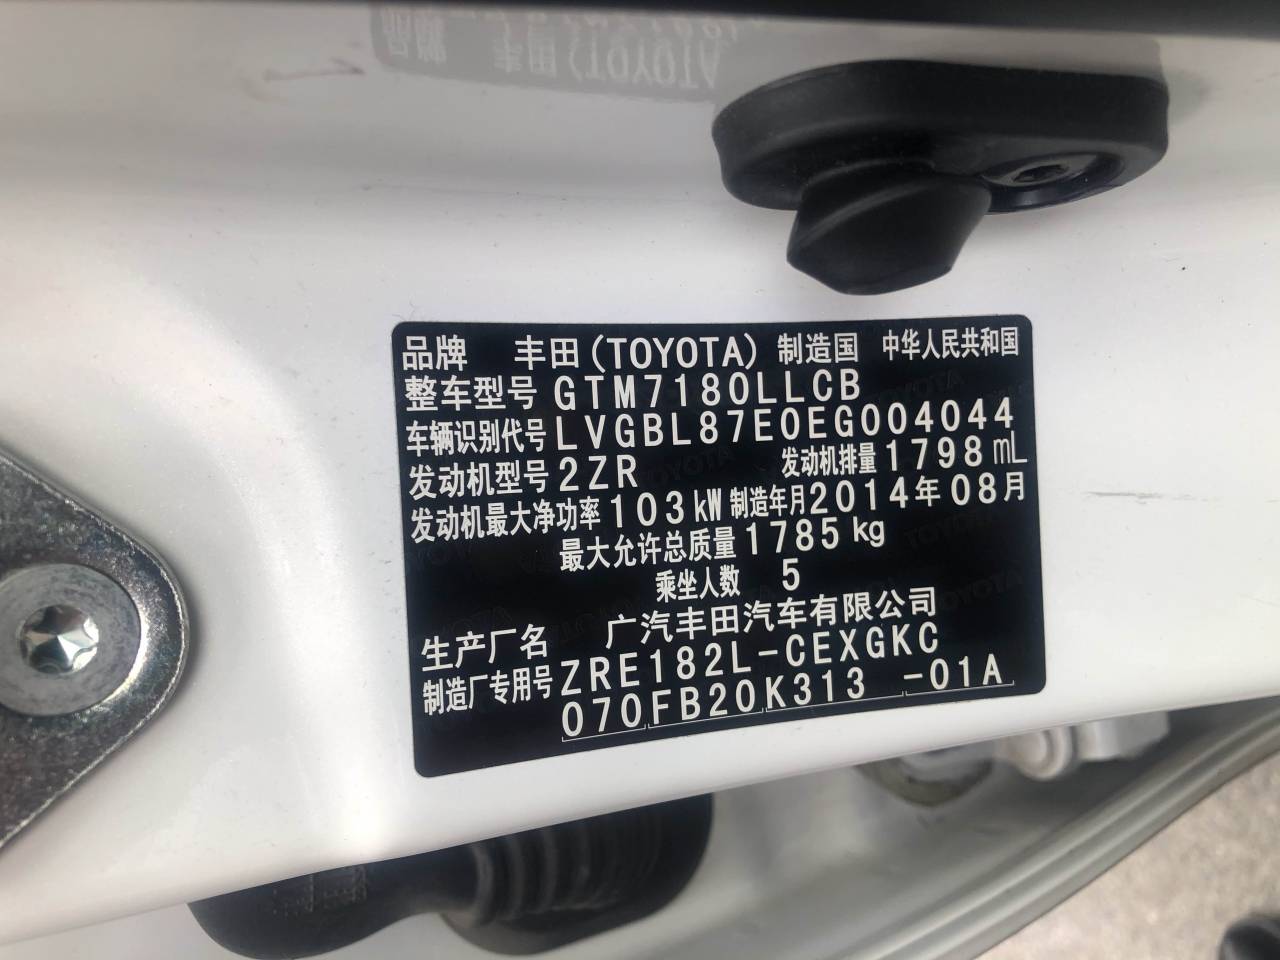 品牌 丰田(TOYOTA) 制造国 中华人民共和国
整车型号 GTM7180LLCB
车辆识别代号 LVGBL87E0EG004044
发动机型号 2ZR 发动机排量 1798 mL
发动机最大净功率 103 kW 制造年月 2014年 08月
最大允许总质量 1785 kg
乘坐人数 5
生产厂名 广汽丰田汽车有限公司
制造厂专用号 ZRE182L-CEXGKC
070 FB20 K313 -01A